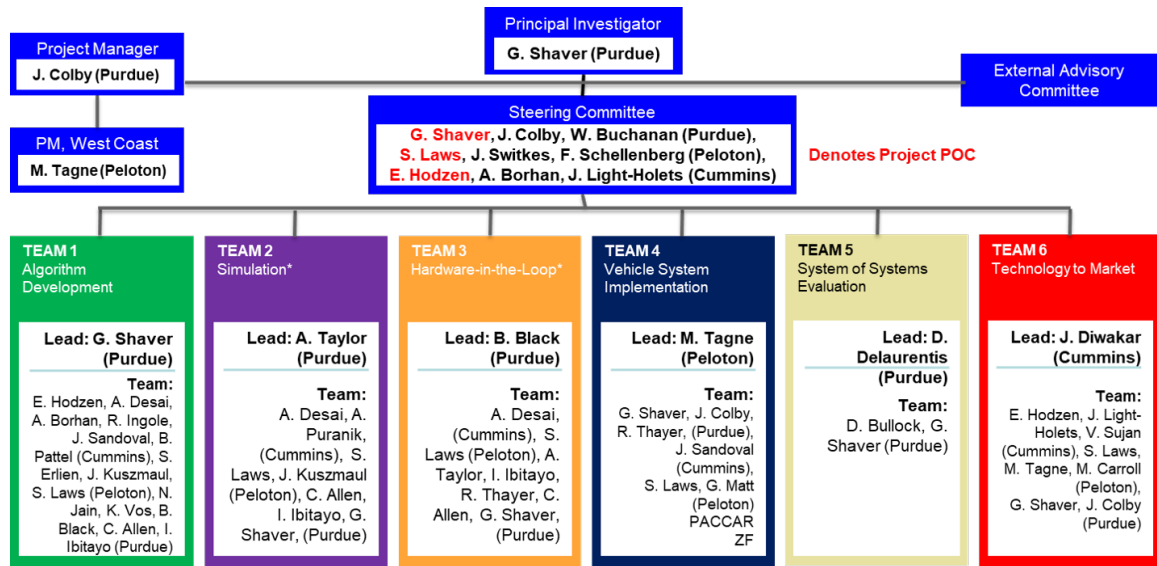 Principal Investigator
G. Shaver (Purdue)
Project Manager
J. Colby (Purdue)
External Advisory
Committee
PM, West Coast
M. Tagne (Peloton)
Steering Committee
G. Shaver, J. Colby, W. Buchanan (Purdue),
S. Laws, J. Switkes, F. Schellenberg (Peloton),
E. Hodzen, A. Borhan, J. Light-Holets (Cummins)
Denotes Project POC
TEAM 1
Algorithm
Development
Lead: G. Shaver
(Purdue)
Team:
E. Hodzen, A. Desai,
A. Borhan, R. Ingole,
J. Sandoval, B.
Pattel (Cummins), S.
Erlien, J. Kuszmaul,
S. Laws (Peloton), N.
Jain, K. Vos, B.
Black, C. Allen, I.
Ibitayo (Purdue)
TEAM 2
Simulation*
Lead: A. Taylor
(Purdue)
Team:
A. Desai, A.
Puranik,
(Cummins), S.
Laws, J. Kuszmaul
(Peloton), C. Allen,
I. Ibitayo, G.
Shaver, (Purdue)
TEAM 3
Hardware-in-the-Loop*
Lead: B. Black
(Purdue)
Team:
A. Desai,
(Cummins), S.
Laws (Peloton), A.
Taylor, I. Ibitayo,
R. Thayer, C.
Allen, G. Shaver,
(Purdue)
TEAM 4
Vehicle System
Implementation
Lead: M. Tagne
(Peloton)
Team:
G. Shaver, J. Colby,
R. Thayer, (Purdue),
J. Sandoval
(Cummins),
S. Laws, G. Matt
(Peloton)
PACCAR
ZF
TEAM 5
System of Systems
Evaluation
Lead: D.
Delaurentis
(Purdue)
Team:
D. Bullock, G.
Shaver (Purdue)
TEAM 6
Technology to Market
Lead: J. Diwakar
(Cummins)
Team:
E. Hodzen, J. Light-
Holets, V. Sujan
(Cummins), S. Laws,
M. Tagne, M. Carroll
(Peloton),
G. Shaver, J. Colby
(Purdue)